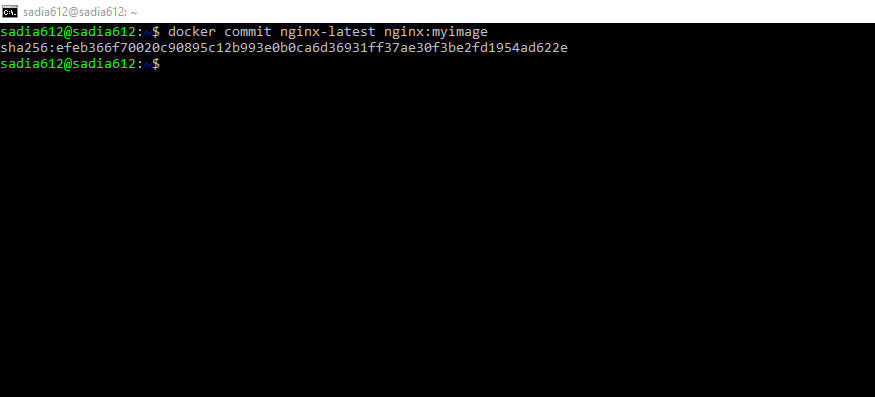 sadia612@sadia612: ~
sadia612@sadia612:~$ docker commit nginx-latest nginx:myimage
sha256:efeb366f70020c90895c12b993e0b0ca6d36931ff37ae30f3be2fd1954ad622e
sadia612@sadia612:~$